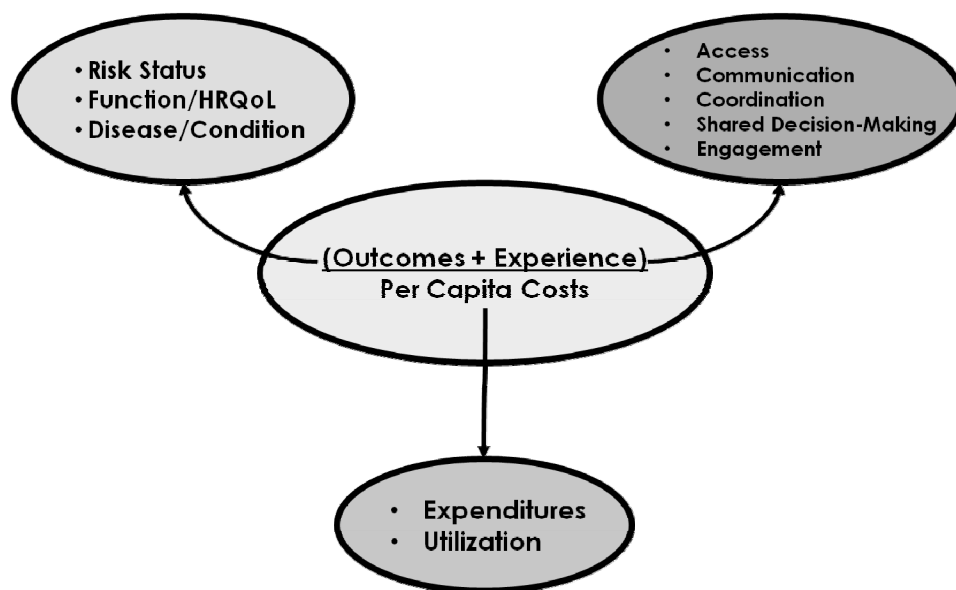 • Risk Status
• Function/HRQoL
• Disease/Condition
• Access
• Communication
• Coordination
• Shared Decision-Making
• Engagement
(Outcomes + Experience)
Per Capita Costs
• Expenditures
• Utilization